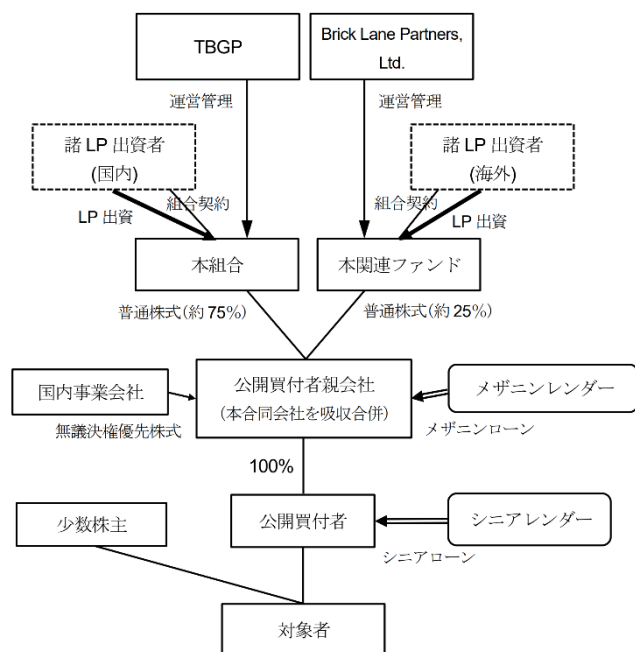 TBGP
Brick Lane Partners,
Ltd.
運営管理
運営管理
諸 LP 出資者
(国内)
諸 LP 出資者
(海外)
組合契約
組合契約
LP 出資
LP 出資
本組合
本関連ファンド
普通株式(約 75%)
普通株式(約 25%)
国内事業会社
公開買付者親会社
(本合同会社を吸収合併)
メザニンレンダー
無議決権優先株式
メザニンローン
100%
少数株主
公開買付者
シニアレンダー
シニアローン
対象者